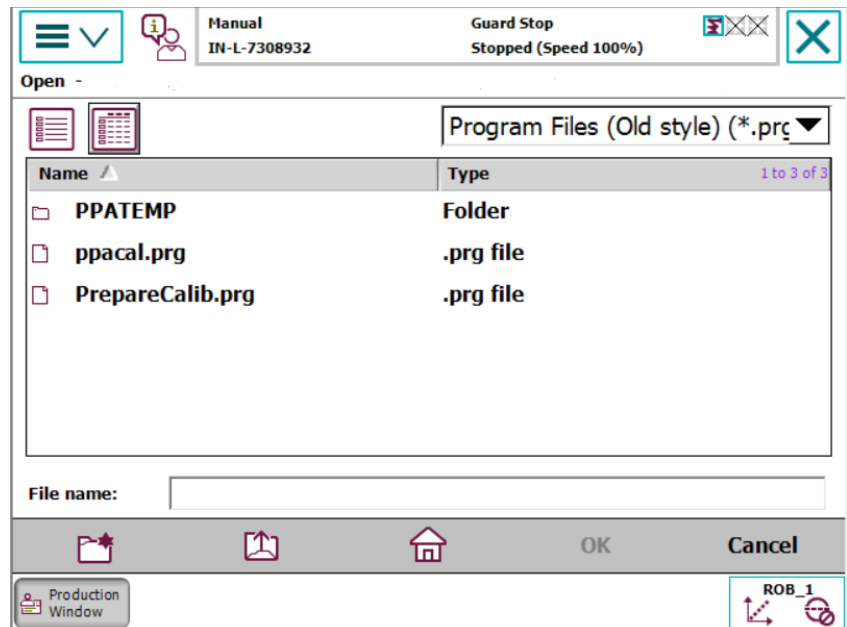 Manual
IN-L-7308932
Guard Stop
Stopped (Speed 100%)
Open -
Program Files (Old style) (*.prg
Name
Type
1 to 3 of 3
PPATEMP
Folder
ppacal.prg
.prg file
PrepareCalib.prg
.prg file
File name:
OK
Cancel
Production
Window
ROB_1